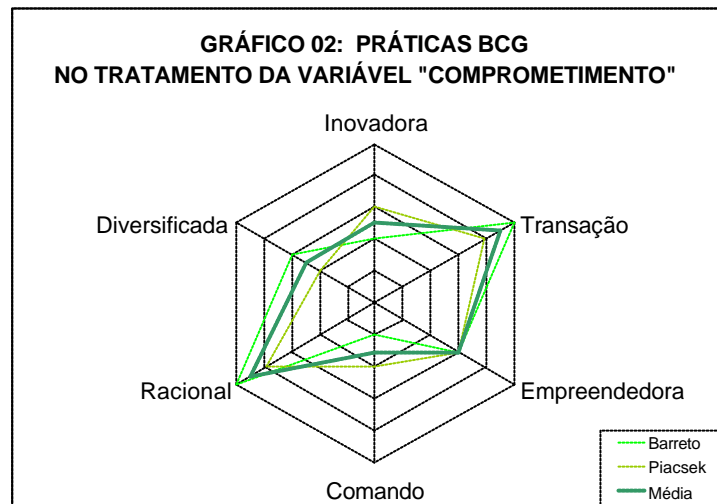 GRÁFICO 02: PRÁTICAS BCG
NO TRATAMENTO DA VARIÁVEL "COMPROMETIMENTO"
Inovadora
Diversificada
Transação
Racional
Empreendedora
Comando
Barreto
Piacsek
Média